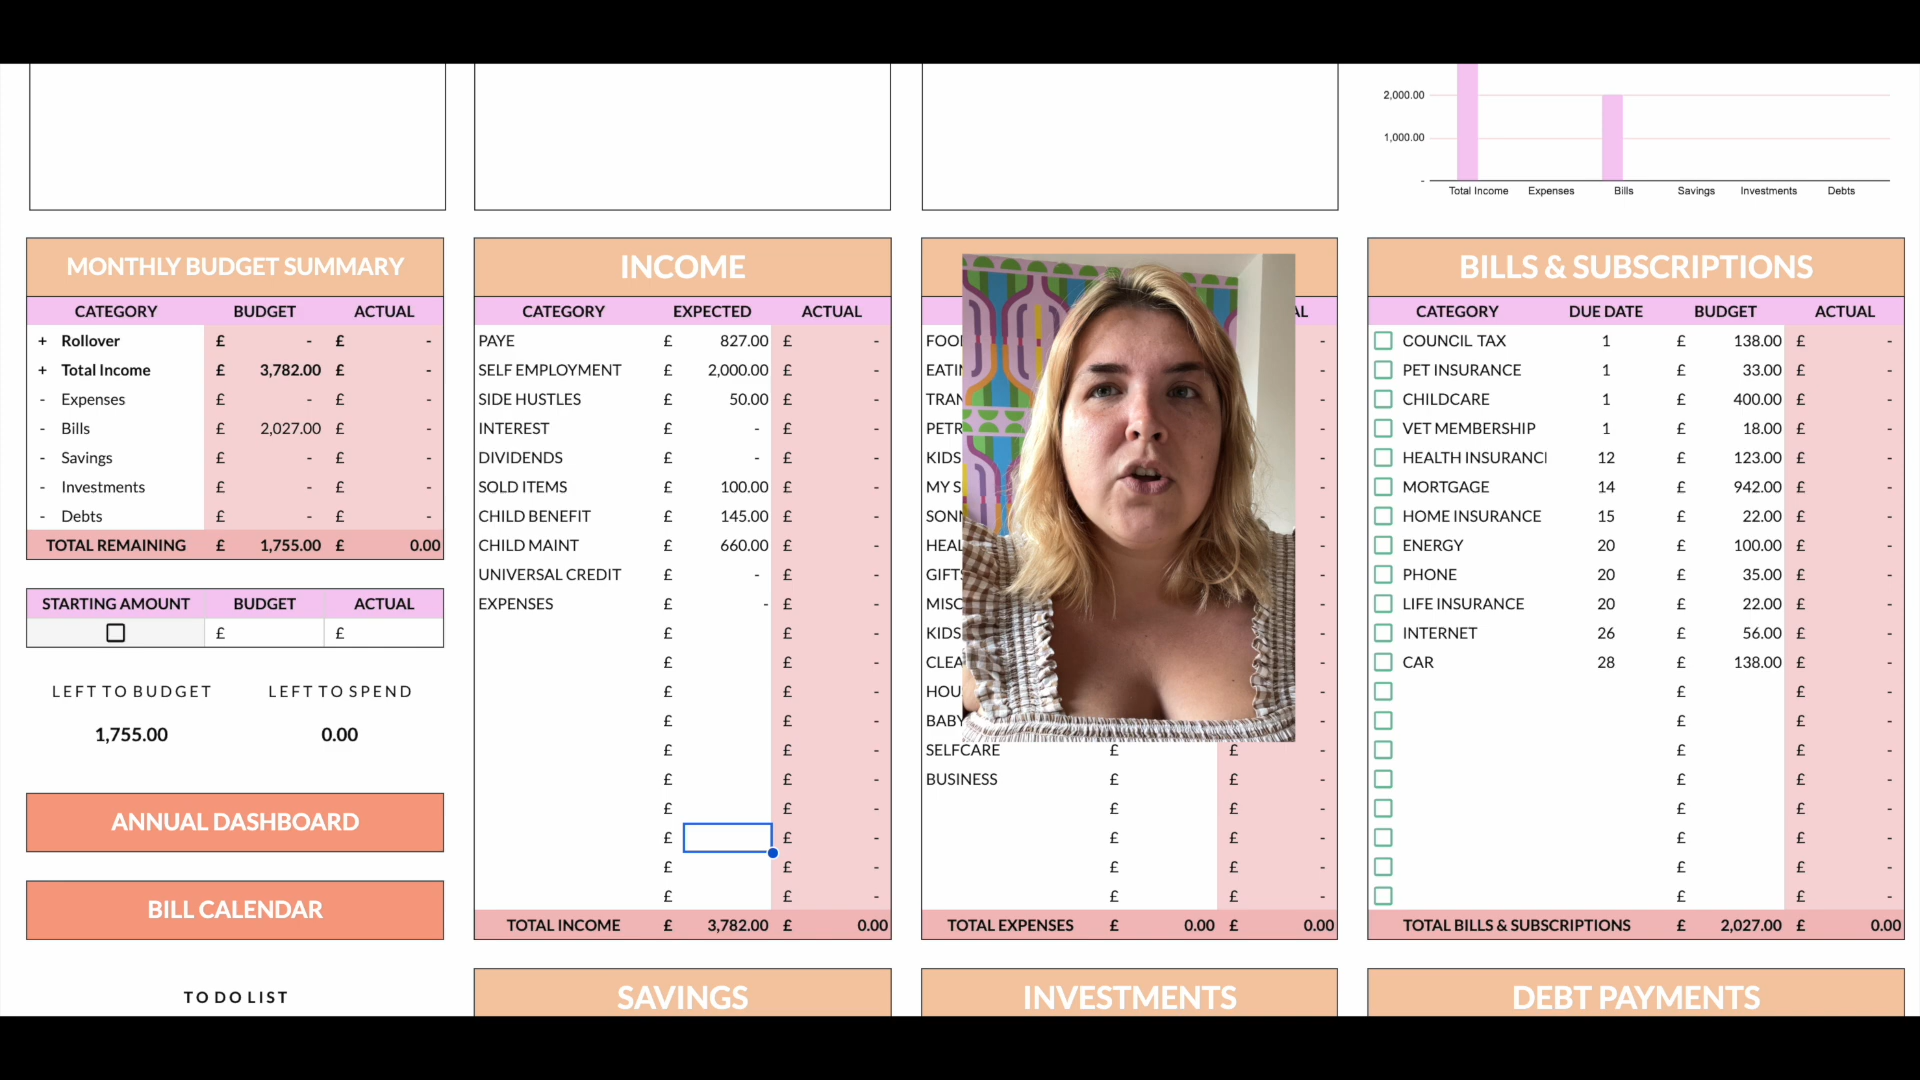 2,000.00
1,000.00
-
Total Income Expenses Bills Savings Investments Debts
MONTHLY BUDGET SUMMARY
CATEGORY BUDGET ACTUAL
+ Rollover £ - £ -
+ Total Income £ 3,782.00 £ -
- Expenses £ - £ -
- Bills £ 2,027.00 £ -
- Savings £ - £ -
- Investments £ - £ -
- Debts £ - £ -
TOTAL REMAINING £ 1,755.00 £ 0.00
STARTING AMOUNT BUDGET ACTUAL
£ £
LEFT TO BUDGET LEFT TO SPEND
1,755.00 0.00
ANNUAL DASHBOARD
BILL CALENDAR
TO DO LIST
INCOME
CATEGORY EXPECTED ACTUAL
PAYE £ 827.00 £ -
SELF EMPLOYMENT £ 2,000.00 £ -
SIDE HUSTLES £ 50.00 £ -
INTEREST £ - £ -
DIVIDENDS £ - £ -
SOLD ITEMS £ 100.00 £ -
CHILD BENEFIT £ 145.00 £ -
CHILD MAINT £ 660.00 £ -
UNIVERSAL CREDIT £ - £ -
EXPENSES £ - £ -
£ £ -
£ £ -
£ £ -
£ £ -
£ £ -
£ £ -
£ £ -
£ £ -
£ £ -
£ £ -
TOTAL INCOME £ 3,782.00 £ 0.00
SAVINGS
-
-
-
-
-
-
-
-
-
-
-
-
-
-
SELFCARE £ £ -
BUSINESS £ £ -
£ £ -
£ £ -
£ £ -
£ £ -
TOTAL EXPENSES £ 0.00 £ 0.00
INVESTMENTS
BILLS & SUBSCRIPTIONS
CATEGORY DUE DATE BUDGET ACTUAL
COUNCIL TAX 1 £ 138.00 £ -
PET INSURANCE 1 £ 33.00 £ -
CHILDCARE 1 £ 400.00 £ -
VET MEMBERSHIP 1 £ 18.00 £ -
HEALTH INSURANC 12 £ 123.00 £ -
MORTGAGE 14 £ 942.00 £ -
HOME INSURANCE 15 £ 22.00 £ -
ENERGY 20 £ 100.00 £ -
PHONE 20 £ 35.00 £ -
LIFE INSURANCE 20 £ 22.00 £ -
INTERNET 26 £ 56.00 £ -
CAR 28 £ 138.00 £ -
£ £ -
£ £ -
£ £ -
£ £ -
£ £ -
£ £ -
£ £ -
£ £ -
TOTAL BILLS & SUBSCRIPTIONS £ 2,027.00 £ 0.00
DEBT PAYMENTS